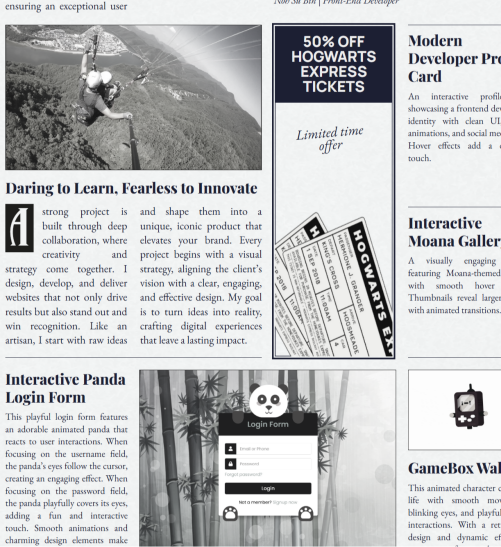 ensuring an exceptional user
Noo Su Bin | Front-End Developer
50% OFF
HOGWARTS
EXPRESS
TICKETS
Limited time
offer
HOGWARTS EX
HERMIONE J. GRANGER
KING'S CROSS
HOGSMEADE
1 SEP 2018
11:00AM
Daring to Learn, Fearless to Innovate
A strong project is
built through deep
collaboration, where
creativity and
strategy come together. I
design, develop, and deliver
websites that not only drive
results but also stand out and
win recognition. Like an
artisan, I start with raw ideas
and shape them into a
unique, iconic product that
elevates your brand. Every
project begins with a visual
strategy, aligning the client's
vision with a clear, engaging,
and effective design. My goal
is to turn ideas into reality,
crafting digital experiences
that leave a lasting impact.
Modern
Developer Pr
Card
An interactive profil
showcasing a frontend de
identity with clean UI
animations, and social me
Hover effects add a
touch.
Interactive
Moana Galler
A visually engaging
featuring Moana-themed
with smooth hover
Thumbnails reveal larger
with animated transitions.
Interactive Panda
Login Form
This playful login form features
an adorable animated panda that
reacts to user interactions. When
focusing on the username field,
the panda's eyes follow the cursor,
creating an engaging effect. When
focusing on the password field,
the panda playfully covers its eyes,
adding a fun and interactive
touch. Smooth animations and
charming design elements make
Login Form
Email or Phone
Password
Forgot password?
Login
Not a member? Signup now
GameBox Wal
This animated character
life with smooth mov
blinking eyes, and playful
interactions. With a ret
design and dynamic ef